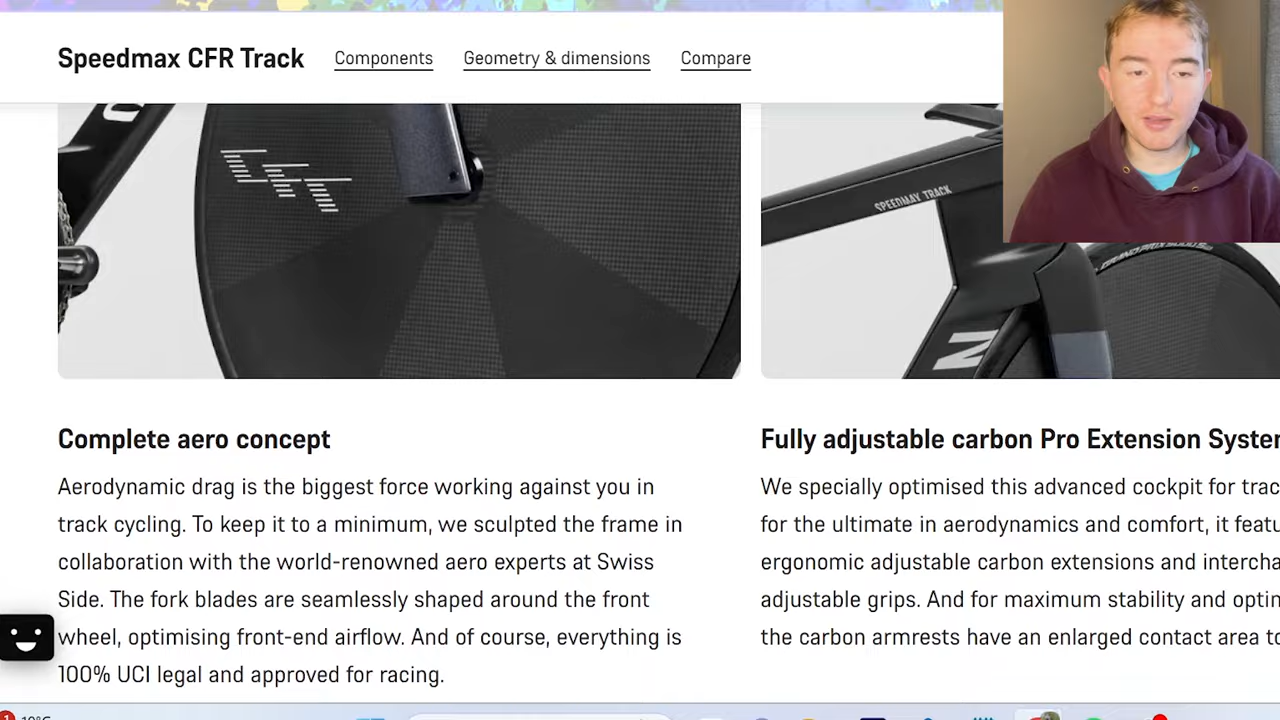 Speedmax CFR Track
Components
Geometry & dimensions
Compare
CFR
SPEEDMAX TRACK
Complete aero concept
Aerodynamic drag is the biggest force working against you in
track cycling. To keep it to a minimum, we sculpted the frame in
collaboration with the world-renowned aero experts at Swiss
Side. The fork blades are seamlessly shaped around the front
wheel, optimising front-end airflow. And of course, everything is
100% UCI legal and approved for racing.
Fully adjustable carbon Pro Extension System
We specially optimised this advanced cockpit for trac
for the ultimate in aerodynamics and comfort, it featu
ergonomic adjustable carbon extensions and intercha
adjustable grips. And for maximum stability and optin
the carbon armrests have an enlarged contact area to
1